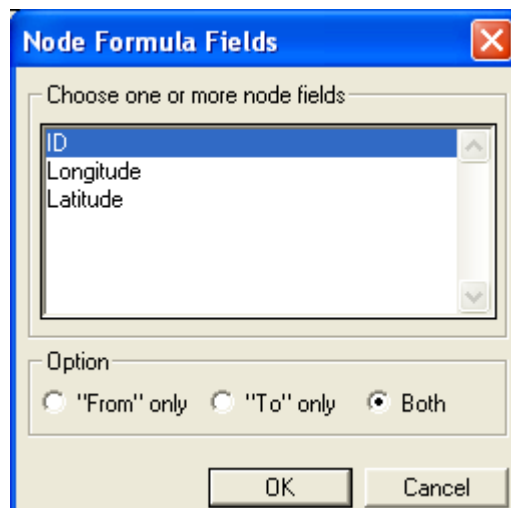 Node Formula Fields
Choose one or more node fields
ID
Longitude
Latitude
Option
"From" only "To" only Both
OK Cancel